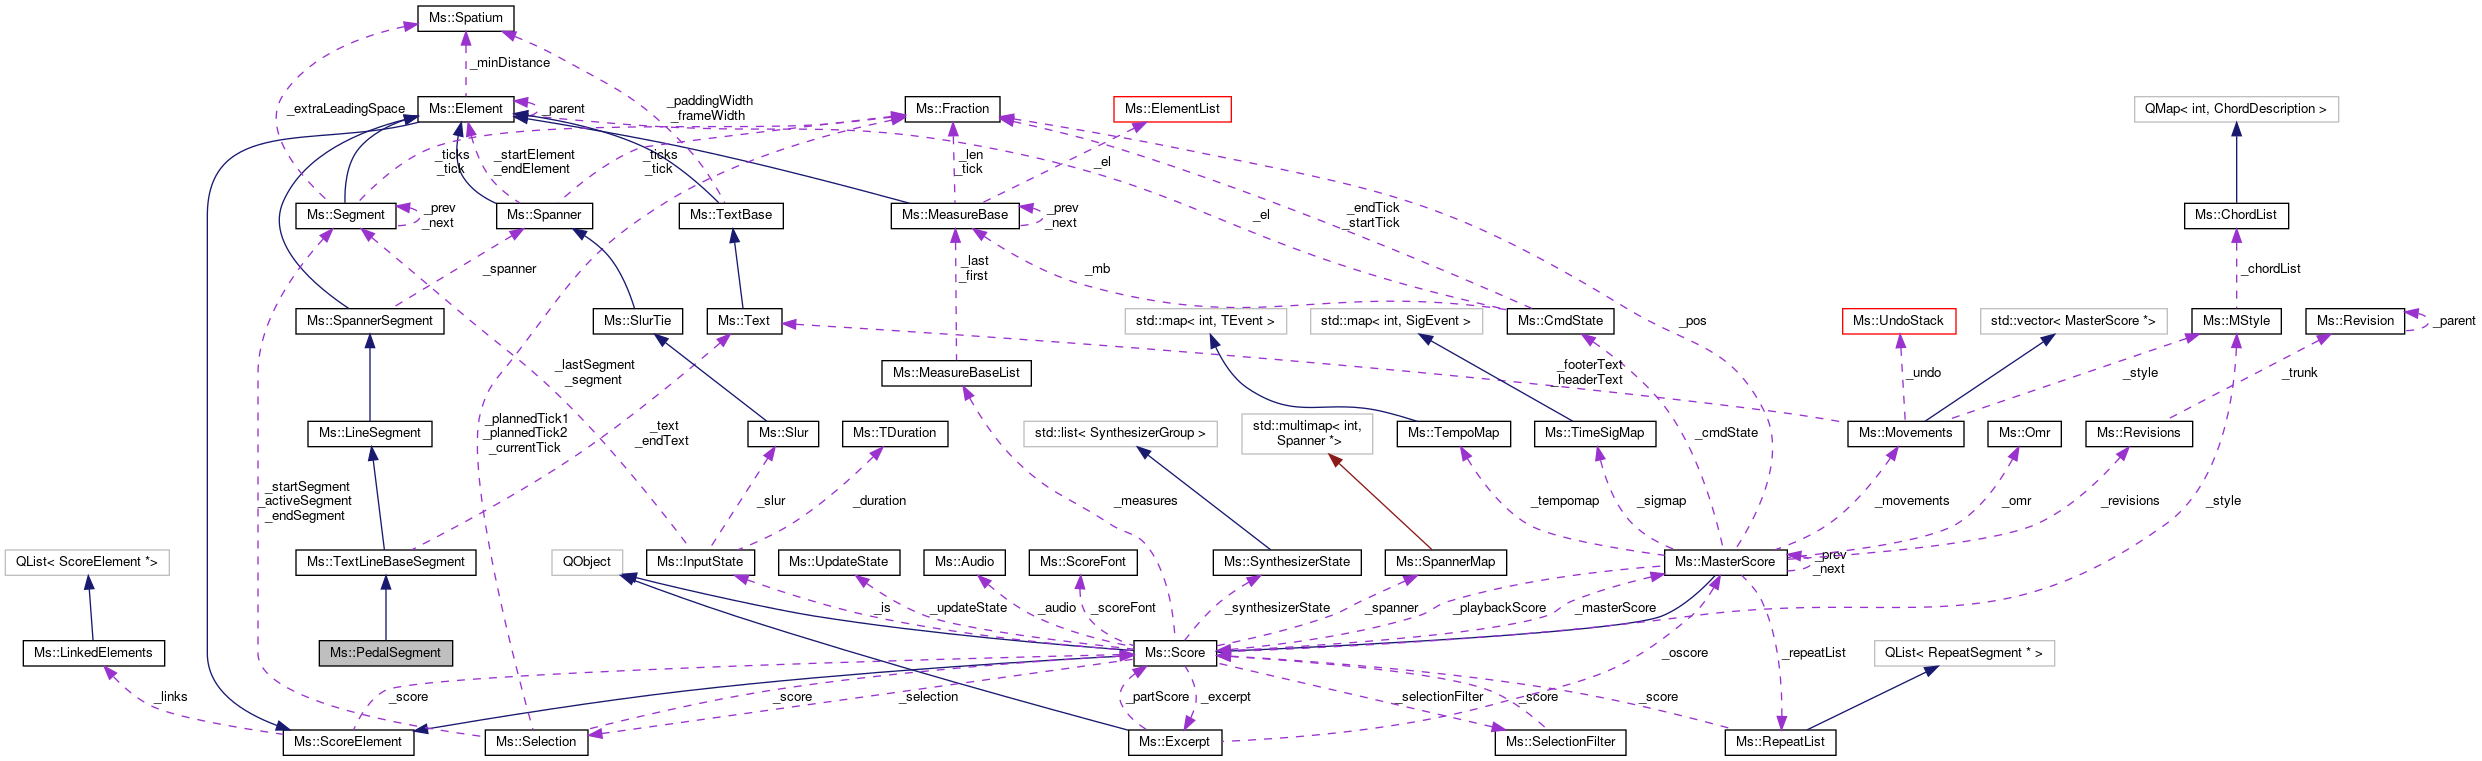 Ms::Spatium
_minDistance
_extraLeadingSpace
Ms::Element
_parent
_paddingWidth
_frameWidth
Ms::Fraction
Ms::ElementList
QMap< int, ChordDescription >
_ticks
_tick
_startElement
_endElement
_ticks
_tick
_len
_tick
_el
Ms::Segment
_prev
_next
Ms::Spanner
Ms::TextBase
Ms::MeasureBase
_prev
_next
_el
_endTick
_startTick
Ms::ChordList
_spanner
_last
_first
_mb
_chordList
Ms::SpannerSegment
Ms::SlurTie
Ms::Text
std::map< int, TEvent >
std::map< int, SigEvent >
Ms::CmdState
_pos
Ms::UndoStack
std::vector< MasterScore *>
Ms::MStyle
Ms::Revision
_parent
_lastSegment
_segment
Ms::MeasureBaseList
_footerText
_headerText
_undo
_style
_trunk
_plannedTick1
_plannedTick2
_currentTick
Ms::LineSegment
_text
_endText
Ms::Slur
Ms::TDuration
std::list< SynthesizerGroup >
std::multimap< int,
Spanner *>
Ms::TempoMap
Ms::TimeSigMap
_cmdState
Ms::Movements
Ms::Omr
Ms::Revisions
_startSegment
_activeSegment
_endSegment
_slur
_duration
_measures
_tempomap
_sigmap
_movements
_omr
_revisions
_style
QList< ScoreElement *>
Ms::TextLineBaseSegment
QObject
Ms::InputState
Ms::UpdateState
Ms::Audio
Ms::ScoreFont
Ms::SynthesizerState
Ms::SpannerMap
Ms::MasterScore
_prev
_next
_is
_updateState
_audio
_scoreFont
_synthesizerState
_spanner
_playbackScore
_masterScore
Ms::LinkedElements
Ms::PedalSegment
Ms::Score
_oscore
_repeatList
QList< RepeatSegment * >
_links
_score
_score
_selection
_partScore
_excerpt
_selectionFilter
_score
_score
Ms::ScoreElement
Ms::Selection
Ms::Excerpt
Ms::SelectionFilter
Ms::RepeatList